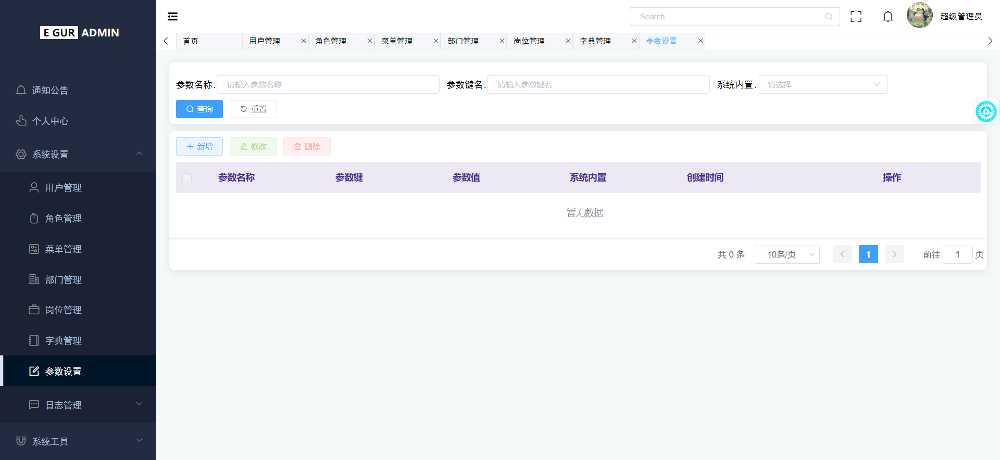 E GUR ADMIN
通知公告
个人中心
系统设置
用户管理
角色管理
菜单管理
部门管理
岗位管理
字典管理
参数设置
日志管理
系统工具
Search...
超级管理员
首页
用户管理
角色管理
菜单管理
部门管理
岗位管理
字典管理
参数设置
参数名称: 请输入参数名称
参数键名: 请输入参数键名
系统内置: 请选择
查询
重置
新增
修改
删除
参数名称 参数键 参数值 系统内置 创建时间 操作
暂无数据
共 0 条 10条/页 1 前往 1 页